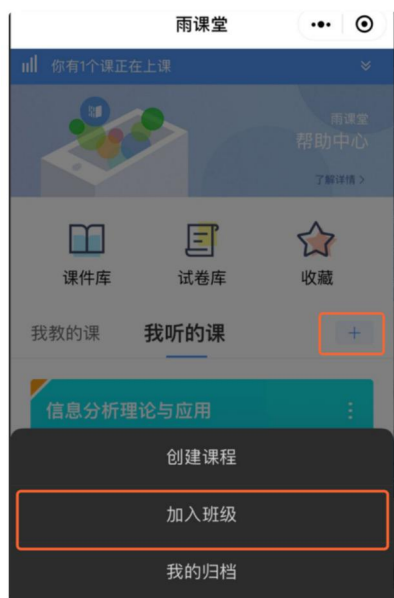 雨课堂
你有1个课正在上课
雨课堂
帮助中心
了解详情 >
课件库 试卷库 收藏
我教的课 我听的课 +
信息分析理论与应用
创建课程
加入班级
我的归档